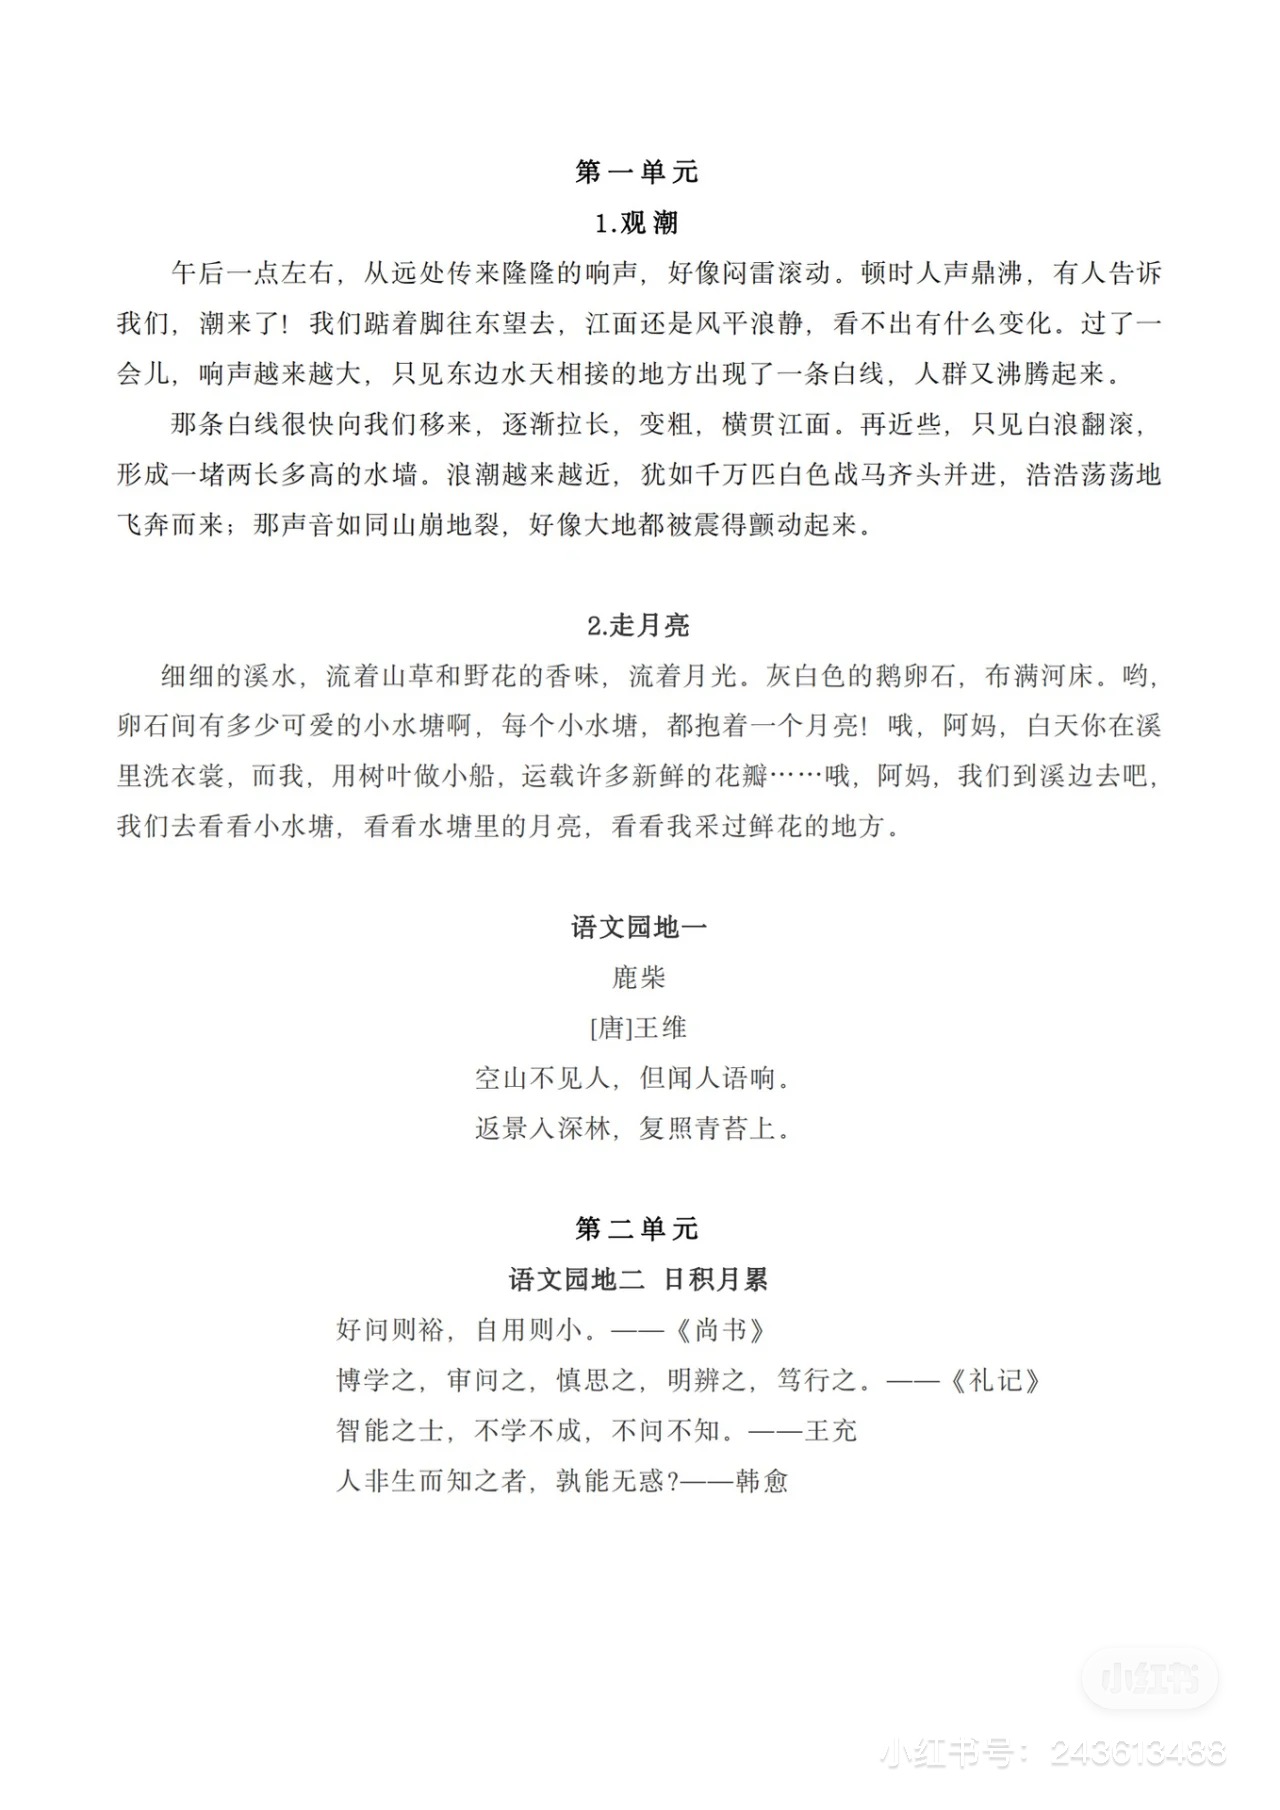 第一单元
1.观潮
午后一点左右，从远处传来隆隆的响声，好像闷雷滚动。顿时人声鼎沸，有人告诉
我们，潮来了！我们踮着脚往东望去，江面还是风平浪静，看不出有什么变化。过了一
会儿，响声越来越大，只见东边水天相接的地方出现了一条白线，人群又沸腾起来。
那条白线很快向我们移来，逐渐拉长，变粗，横贯江面。再近些，只见白浪翻滚，
形成一堵两长多高的水墙。浪潮越来越近，犹如千万匹白色战马齐头并进，浩浩荡荡地
飞奔而来；那声音如同山崩地裂，好像大地都被震得颤动起来。
2.走月亮
细细的溪水，流着山草和野花的香味，流着月光。灰白色的鹅卵石，布满河床。哟，
卵石间有多少可爱的小水塘啊，每个小水塘，都抱着一个月亮！哦，阿妈，白天你在溪
里洗衣裳，而我，用树叶做小船，运载许多新鲜的花瓣……哦，阿妈，我们到溪边去吧，
我们去看看小水塘，看看水塘里的月亮，看看我采过鲜花的地方。
语文园地一
鹿柴
[唐]王维
空山不见人，但闻人语响。
返景入深林，复照青苔上。
第二单元
语文园地二 日积月累
好问则裕，自用则小。——《尚书》
博学之，审问之，慎思之，明辨之，笃行之。——《礼记》
智能之士，不学不成，不问不知。——王充
人非生而知之者，孰能无惑?——韩愈
小红书
小红书号：243613488